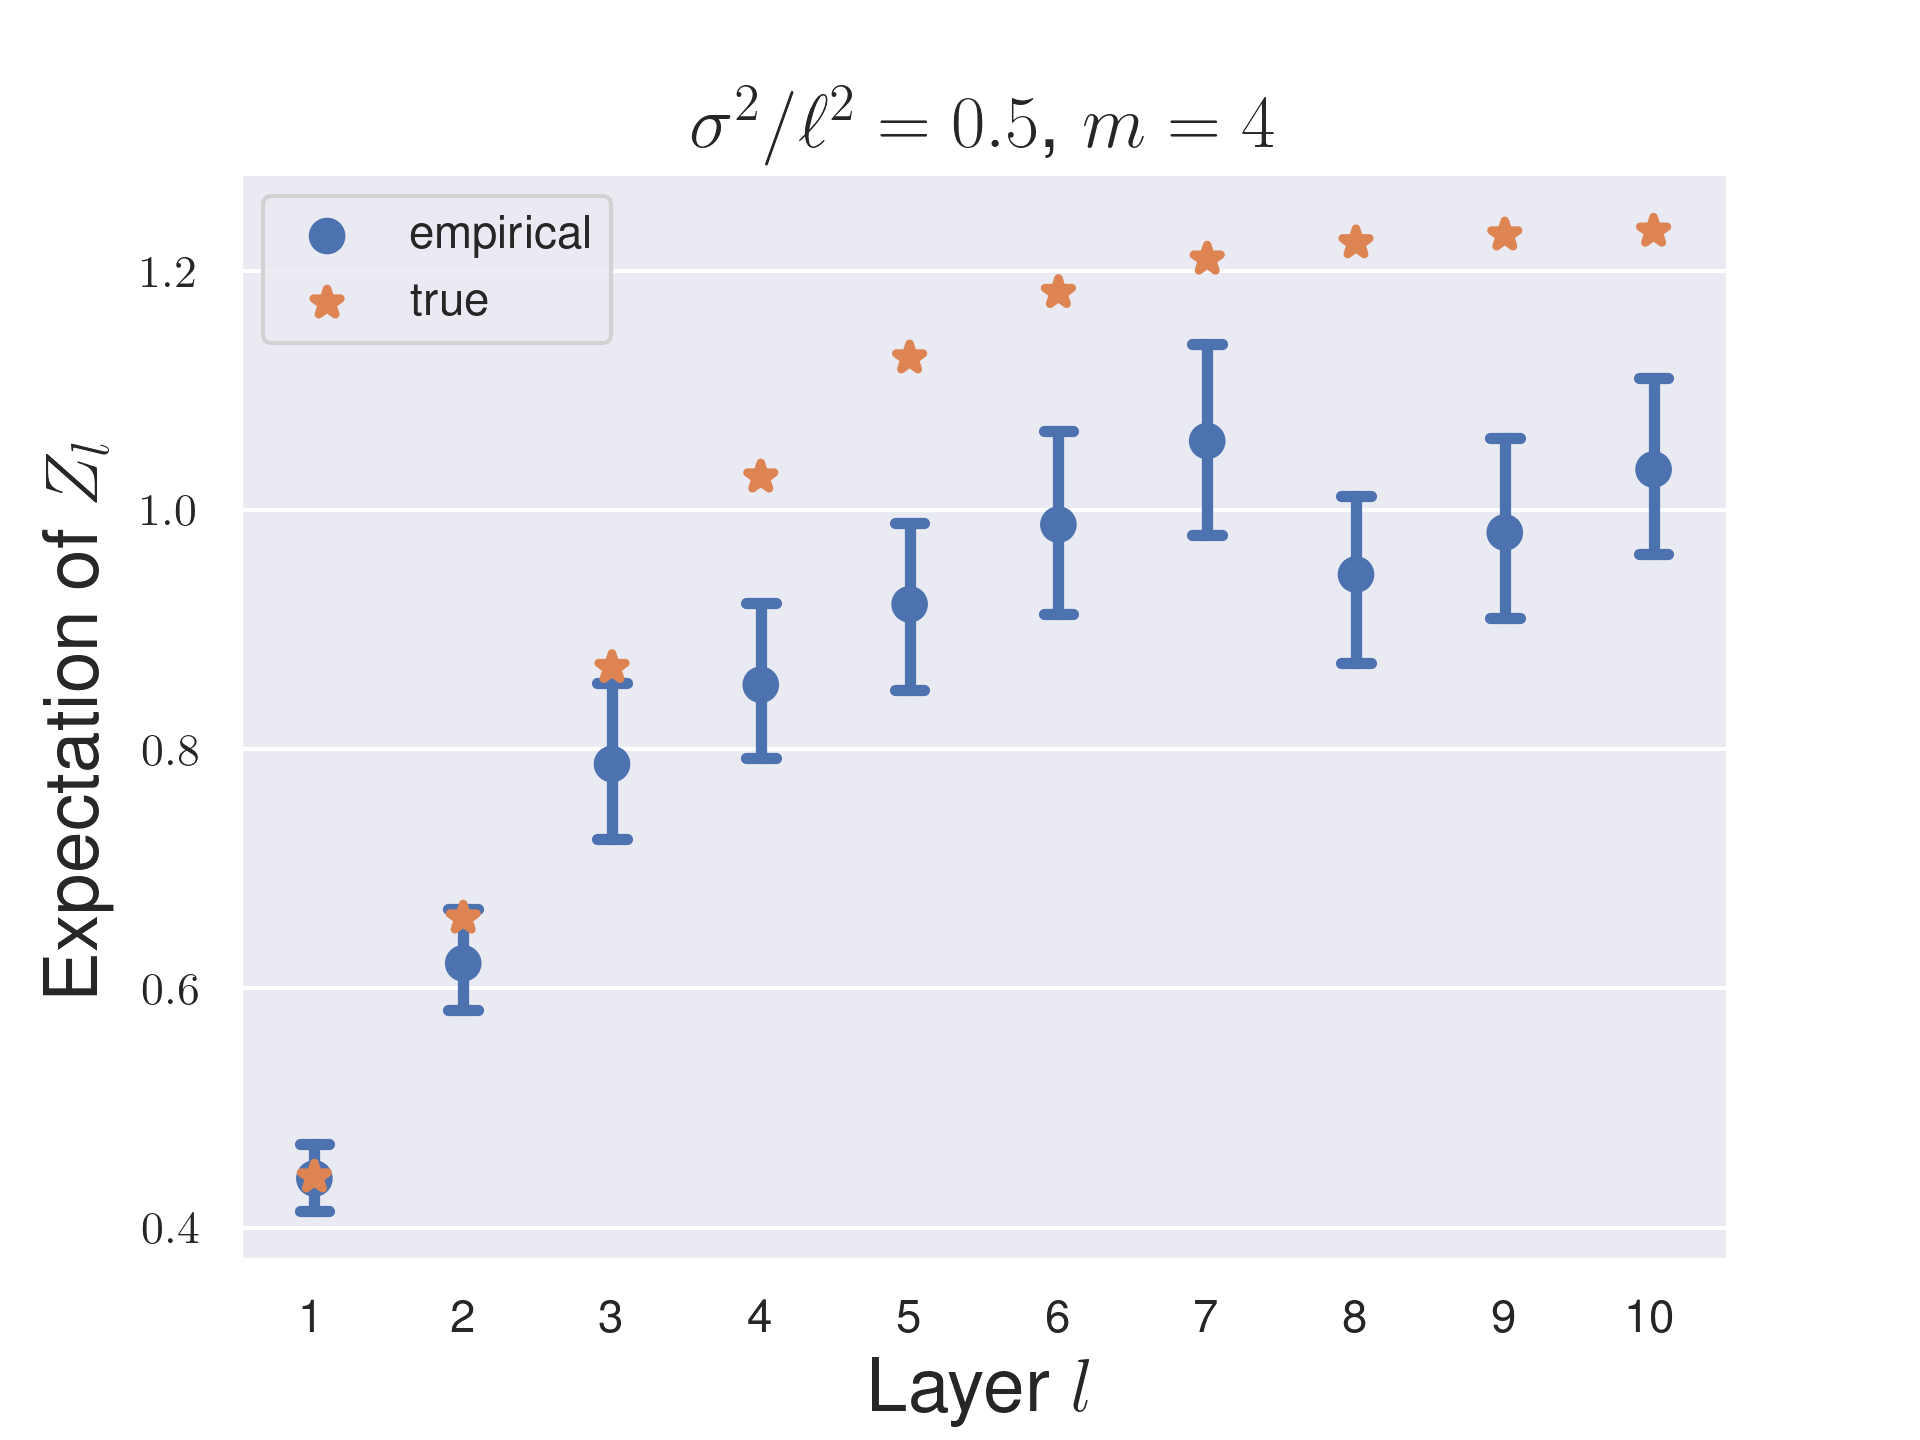 σ²/ℓ² = 0.5, m = 4
empirical
true
1.2
1.0
0.8
0.6
0.4
Expectation of Z_l
1 2 3 4 5 6 7 8 9 10
Layer l